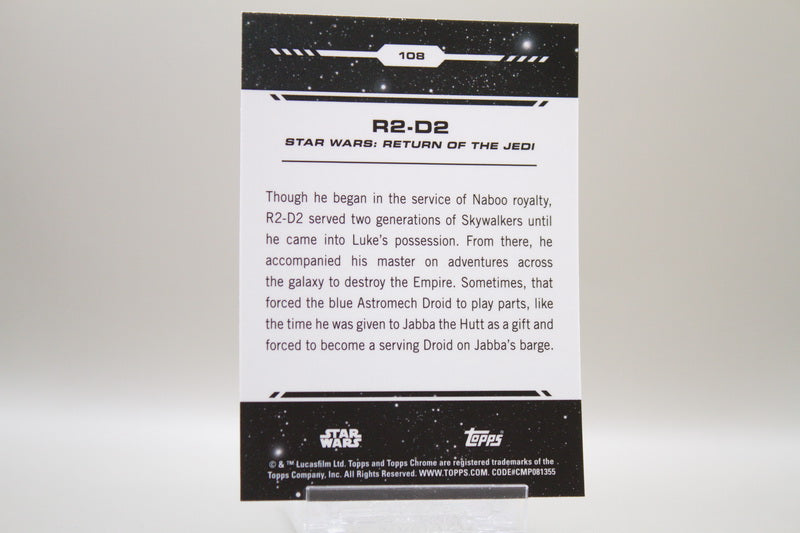 108
R2-D2
STAR WARS: RETURN OF THE JEDI
Though he began in the service of Naboo royalty,
R2-D2 served two generations of Skywalkers until
he came into Luke's possession. From there, he
accompanied his master on adventures across
the galaxy to destroy the Empire. Sometimes, that
forced the blue Astromech Droid to play parts, like
the time he was given to Jabba the Hutt as a gift and
forced to become a serving Droid on Jabba's barge.
STAR
WARS
topps
© & ™ Lucasfilm Ltd. Topps and Topps Chrome are registered trademarks of the
Topps Company, Inc. All Rights Reserved. WWW.TOPPS.COM. CODE#CMP081355